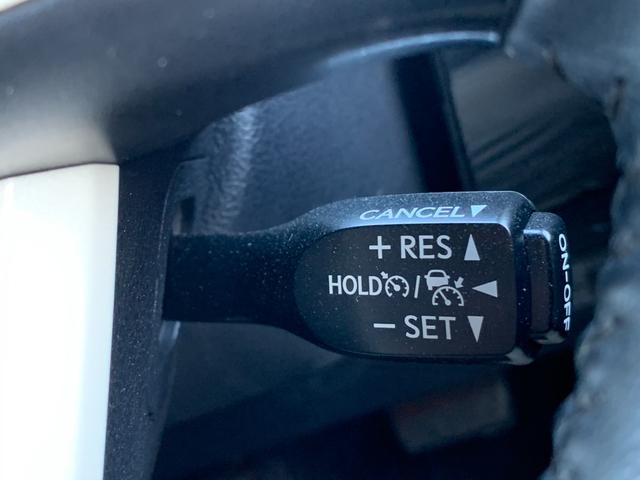 CANCEL▼
+ RES ▲
HOLD / ◀
− SET ▼
ON-OFF